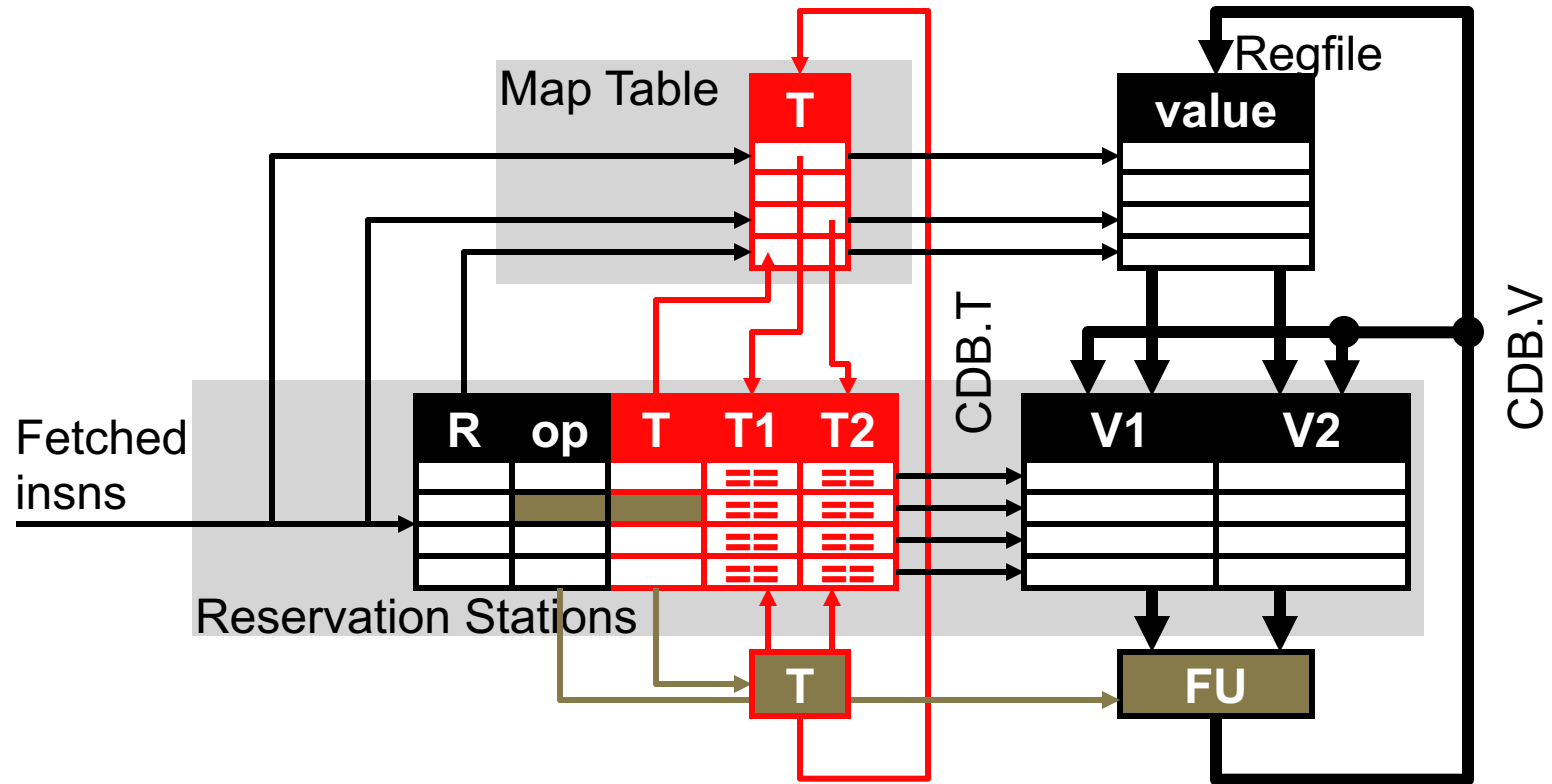 Regfile
Map Table
T
value
CDB.T
CDB.V
Fetched
insns
R op T T1 T2
V1 V2
== ==
== ==
== ==
== ==
Reservation Stations
T
FU